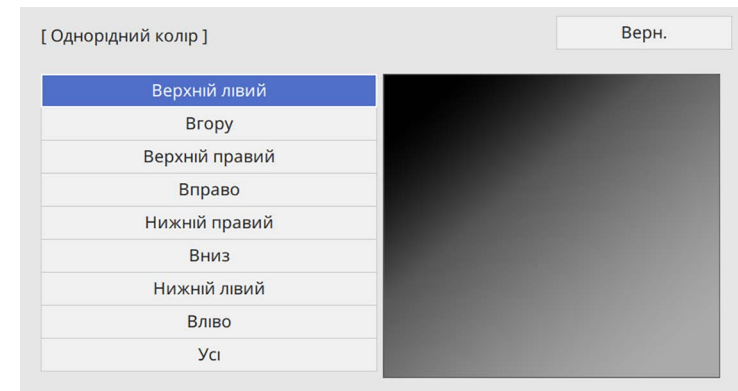 [ Однорідний колір ]
Верн.
Верхній лівий
Вгору
Верхній правий
Вправо
Нижній правий
Вниз
Нижній лівий
Вліво
Усі